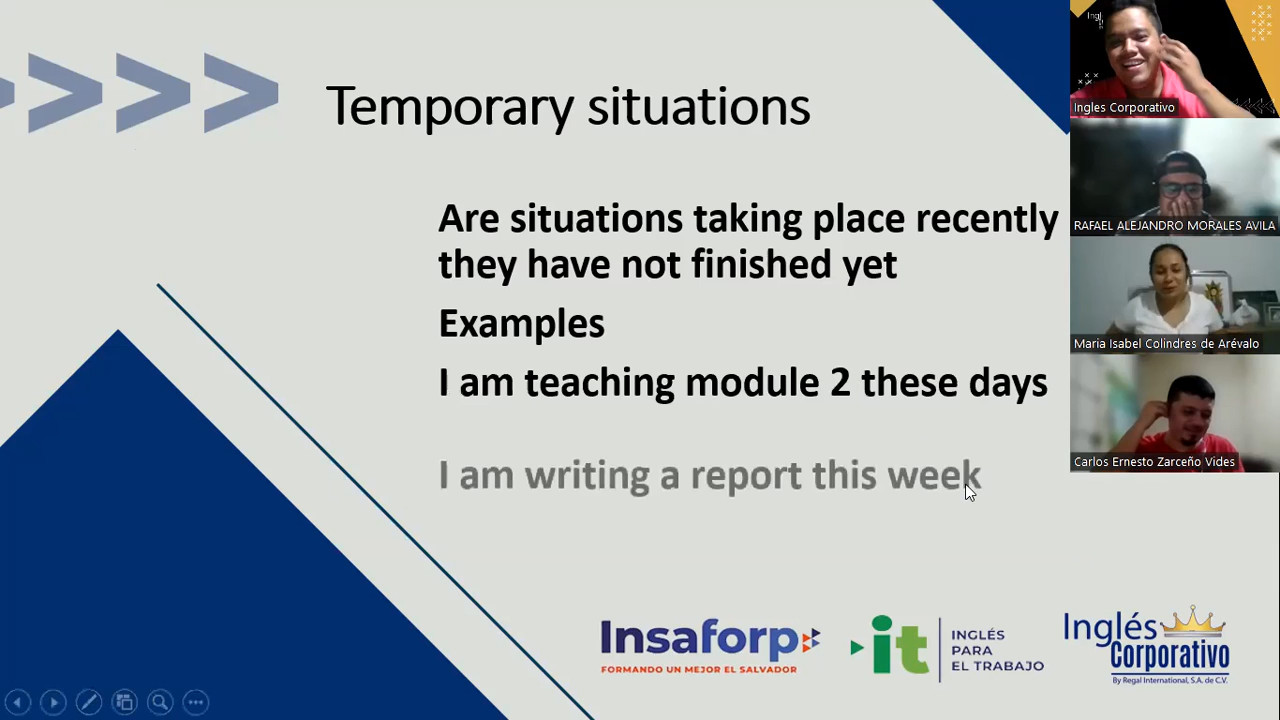 Temporary situations
Are situations taking place recently
they have not finished yet
Examples
I am teaching module 2 these days
I am writing a report this week
Insaforp
FORMANDO UN MEJOR EL SALVADOR
it
INGLÉS
PARA
EL TRABAJO
Inglés
Corporativo
By Regal International, S.A. de C.V.
Ingles Corporativo
RAFAEL ALEJANDRO MORALES AVILA
Maria Isabel Colindres de Arévalo
Carlos Ernesto Zarceño Vides